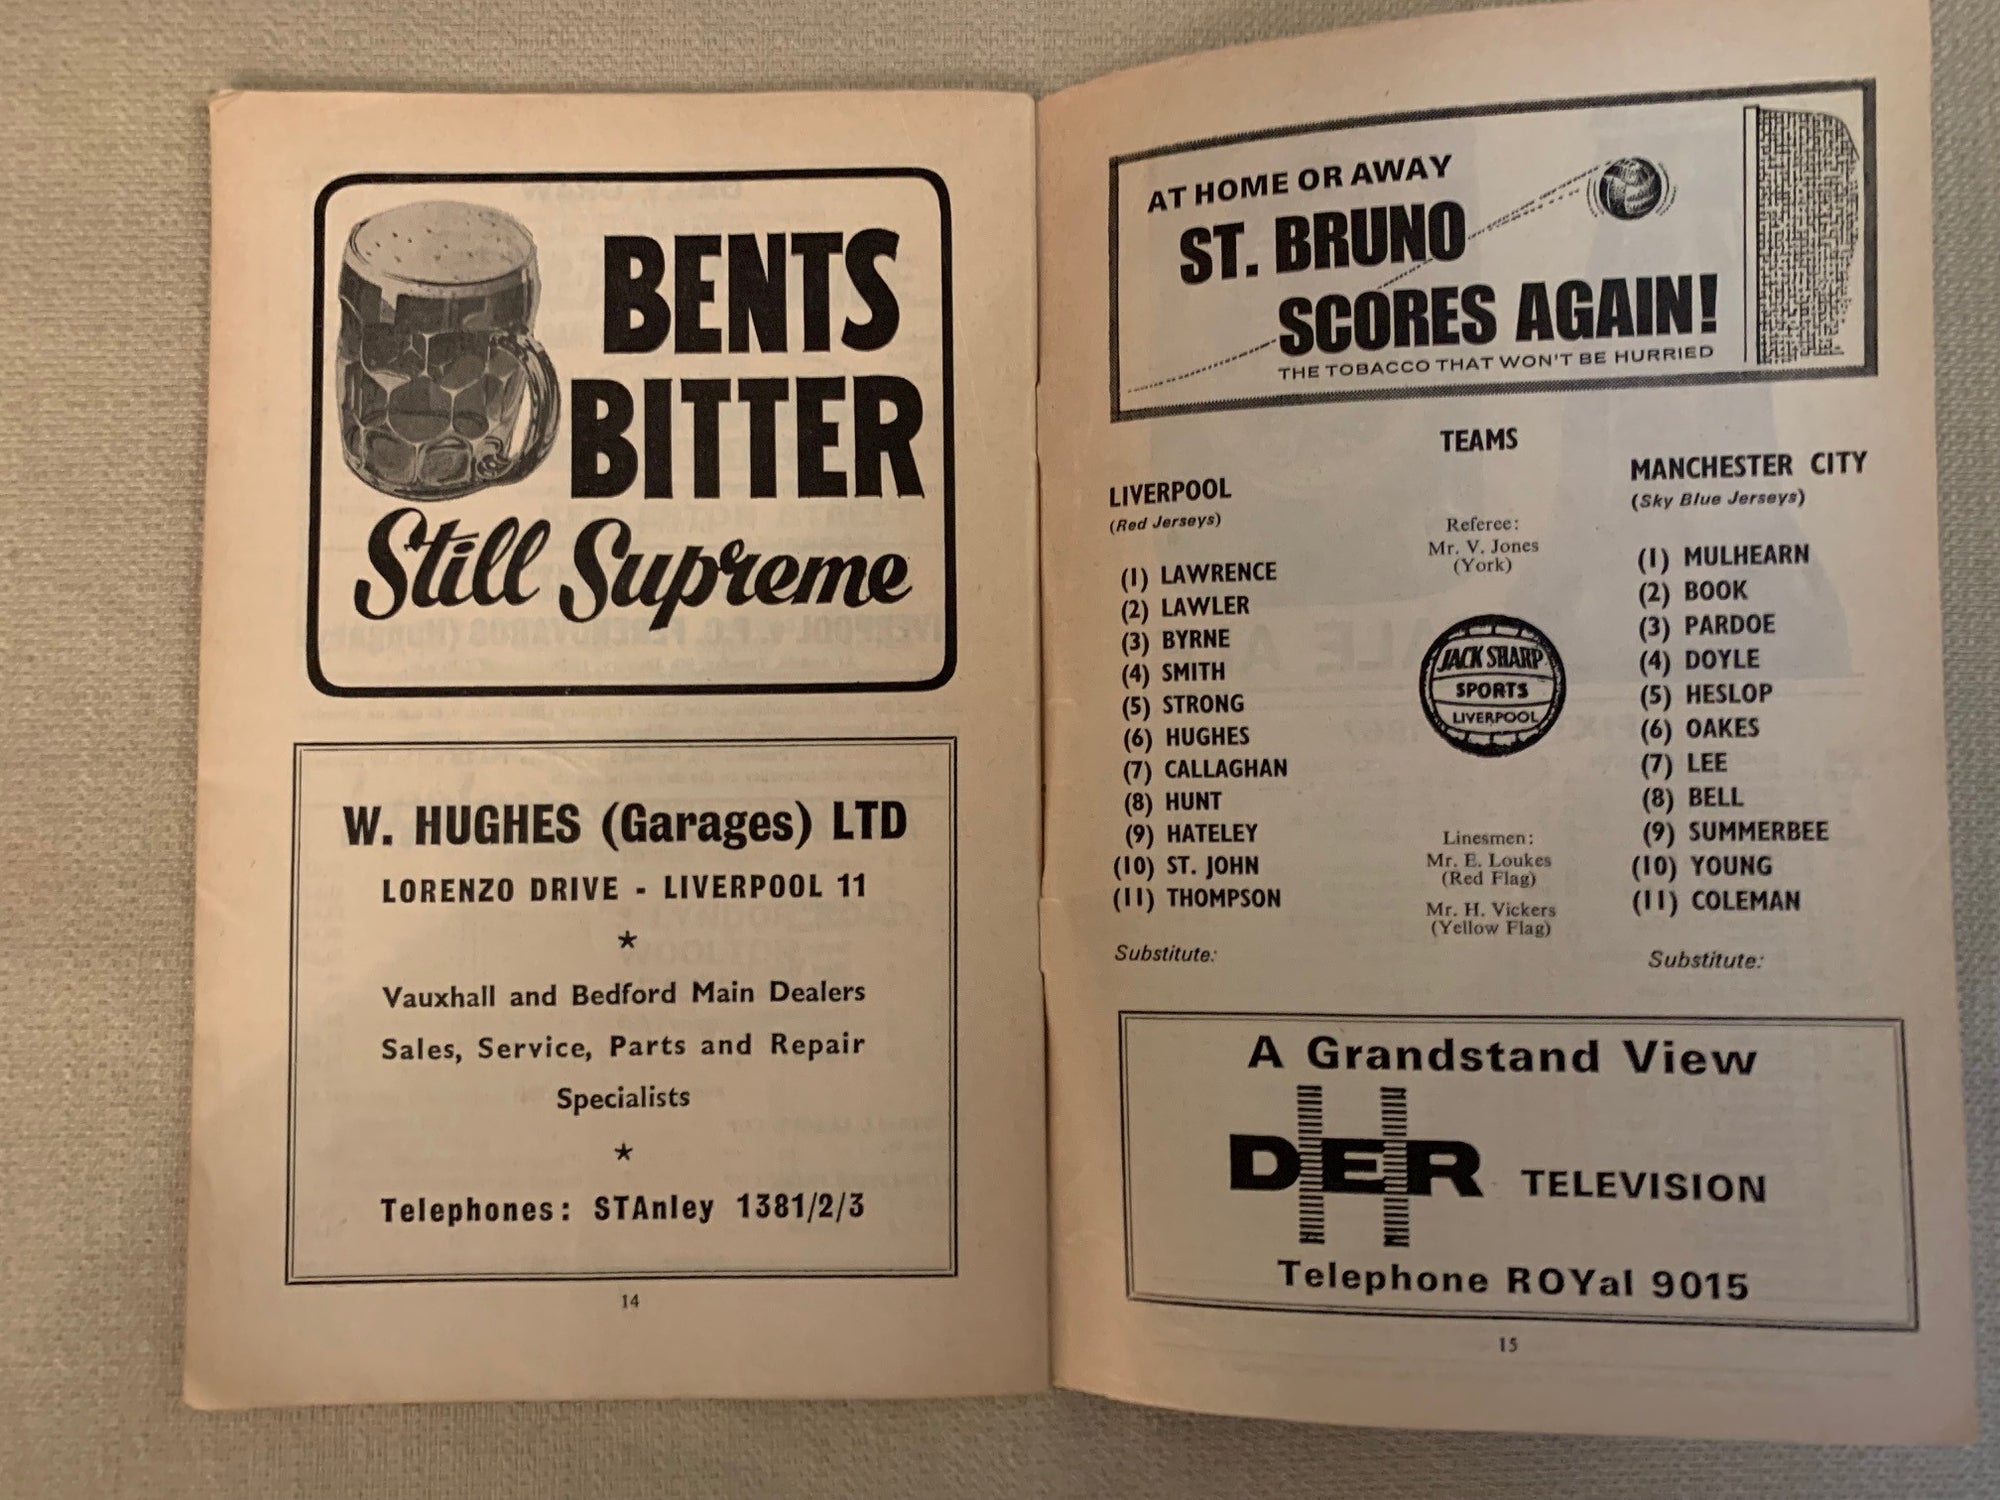 BENTS
BITTER
Still Supreme
W. HUGHES (Garages) LTD
LORENZO DRIVE - LIVERPOOL 11
★
Vauxhall and Bedford Main Dealers
Sales, Service, Parts and Repair
Specialists
★
Telephones: STAnley 1381/2/3
14
AT HOME OR AWAY
ST. BRUNO
SCORES AGAIN!
THE TOBACCO THAT WON'T BE HURRIED
TEAMS
LIVERPOOL
(Red Jerseys)
(1) LAWRENCE
(2) LAWLER
(3) BYRNE
(4) SMITH
(5) STRONG
(6) HUGHES
(7) CALLAGHAN
(8) HUNT
(9) HATELEY
(10) ST. JOHN
(11) THOMPSON
Substitute:
Referee:
Mr. V. Jones
(York)
JACK SHARP
SPORTS
LIVERPOOL
Linesmen:
Mr. E. Loukes
(Red Flag)
Mr. H. Vickers
(Yellow Flag)
MANCHESTER CITY
(Sky Blue Jerseys)
(1) MULHEARN
(2) BOOK
(3) PARDOE
(4) DOYLE
(5) HESLOP
(6) OAKES
(7) LEE
(8) BELL
(9) SUMMERBEE
(10) YOUNG
(11) COLEMAN
Substitute:
A Grandstand View
DER TELEVISION
Telephone ROYal 9015
15